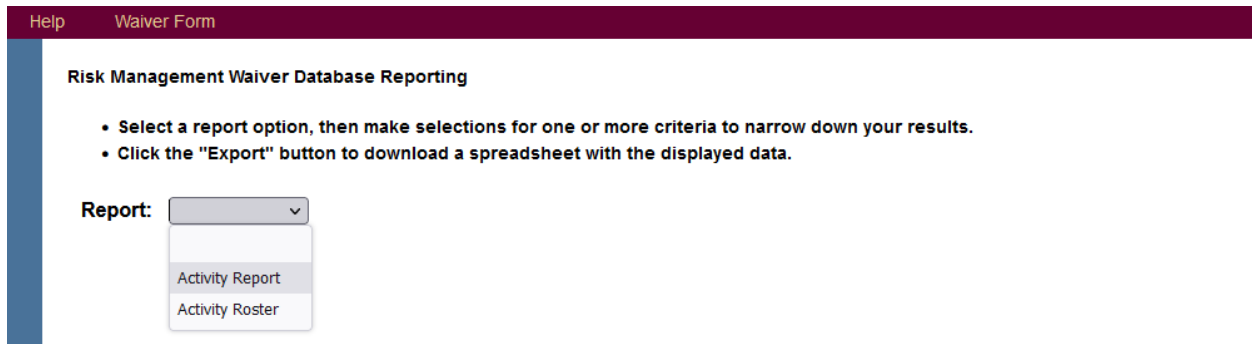 Help Waiver Form
Risk Management Waiver Database Reporting
• Select a report option, then make selections for one or more criteria to narrow down your results.
• Click the "Export" button to download a spreadsheet with the displayed data.
Report:
Activity Report
Activity Roster